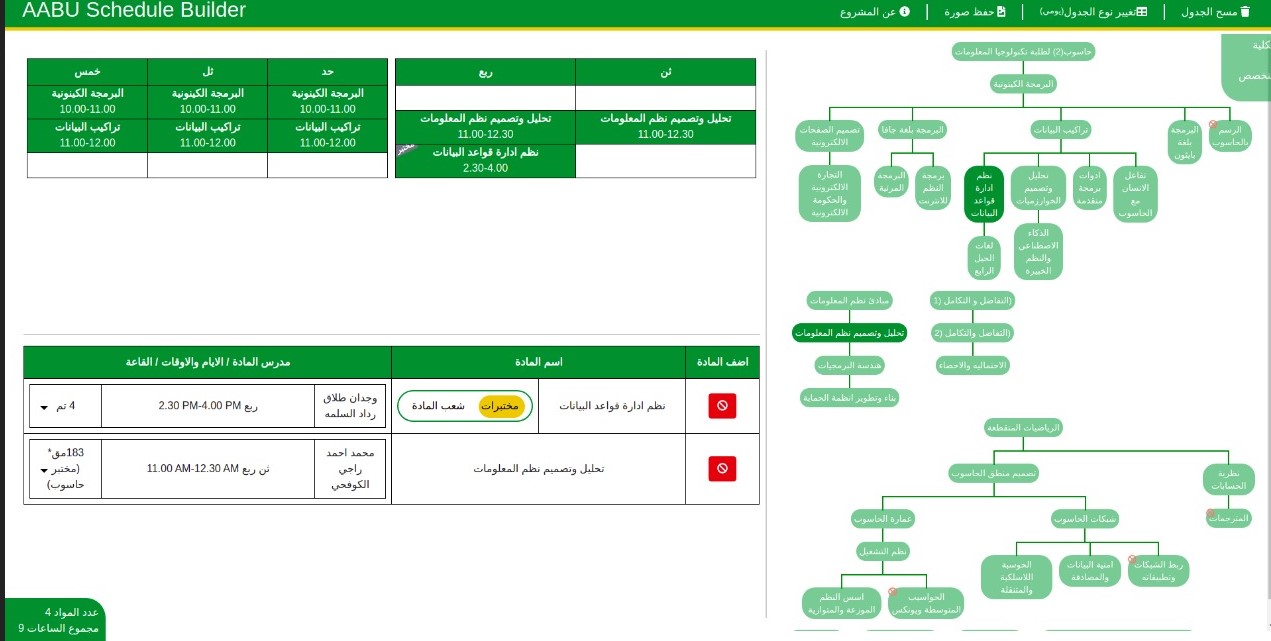 AABU Schedule Builder
مسح الجدول
تغيير نوع الجدول(يومي)
حفظ صورة
عن المشروع
ثن
ربع
تحليل وتصميم نظم المعلومات
11.00-12.30
تحليل وتصميم نظم المعلومات
11.00-12.30
نظم ادارة قواعد البيانات
2.30-4.00
حد
ثل
خمس
البرمجة الكينونية
10.00-11.00
البرمجة الكينونية
10.00-11.00
البرمجة الكينونية
10.00-11.00
تراكيب البيانات
11.00-12.00
تراكيب البيانات
11.00-12.00
تراكيب البيانات
11.00-12.00
اضف المادة
اسم المادة
مدرس المادة / الايام والاوقات / القاعة
نظم ادارة قواعد البيانات
مختبرات
شعب المادة
وجدان طلاق
رداد السلمه
ربع 2.30 PM-4.00 PM
4 تم
تحليل وتصميم نظم المعلومات
محمد احمد
راجي
الكوفحي
ثن ربع 11.00 AM-12.30 AM
183مق*
(مختبر
حاسوب)
عدد المواد 4
مجموع الساعات 9
حاسوب(2) لطلبة تكنولوجيا المعلومات
البرمجة الكينونية
الرسم
بالحاسوب
البرمجة
بلغة
بايثون
تراكيب البيانات
البرمجة بلغة جافا
تصميم الصفحات
الالكترونية
تفاعل
الانسان
مع
الحاسوب
ادوات
برمجة
متقدمة
تحليل
وتصميم
الخوارزميات
نظم
ادارة
قواعد
البيانات
برمجة
النظم
للانترنت
البرمجة
المرئية
التجارة
الالكترونية
والحكومة
الالكترونية
الذكاء
الاصطناعي
والنظم
الخبيرة
لغات
الجيل
الرابع
التفاضل و التكامل (1)
التفاضل والتكامل (2)
الاحتماليه والاحصاء
مبادئ نظم المعلومات
تحليل وتصميم نظم المعلومات
هندسة البرمجيات
بناء وتطوير انظمة الحماية
الرياضيات المتقطعة
نظرية
الحسابات
المترجمات
تصميم منطق الحاسوب
شبكات الحاسوب
عمارة الحاسوب
ربط الشبكات
وتطبيقاته
امنية البيانات
والمصادقة
الحوسبة
اللاسلكية
والمتنقلة
نظم التشغيل
الحواسيب
المتوسطة ويونكس
اسس النظم
الموزعة والمتوازية